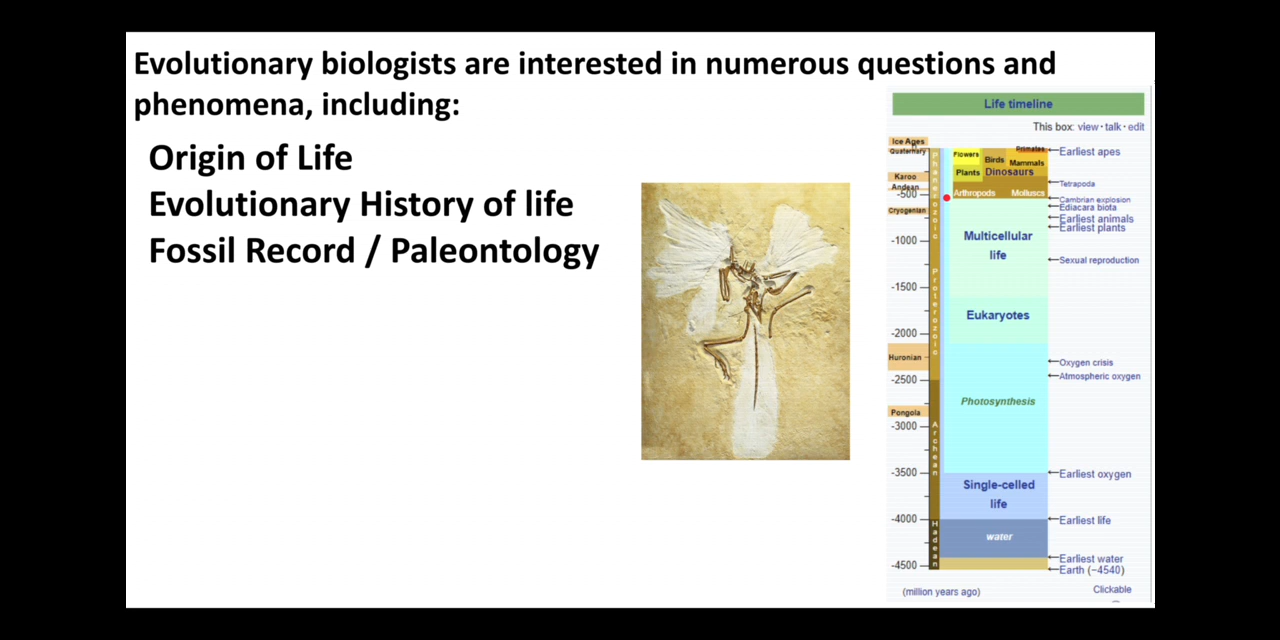 Evolutionary biologists are interested in numerous questions and
phenomena, including:
Origin of Life
Evolutionary History of life
Fossil Record / Paleontology
Life timeline
This box: view · talk · edit
Ice Ages
Quaternary
Karoo
Andean
Cryogenian
Huronian
Pongola
-500
-1000
-1500
-2000
-2500
-3000
-3500
-4000
-4500
Phanerozoic
Proterozoic
Archean
Hadean
Primates
Flowers
Birds
Mammals
Plants
Dinosaurs
Arthropods
Molluscs
Multicellular
life
Eukaryotes
Photosynthesis
Single-celled
life
water
←Earliest apes
←Tetrapoda
←Cambrian explosion
←Ediacara biota
←Earliest animals
←Earliest plants
←Sexual reproduction
←Oxygen crisis
←Atmospheric oxygen
←Earliest oxygen
←Earliest life
←Earliest water
←Earth (−4540)
(million years ago)
Clickable